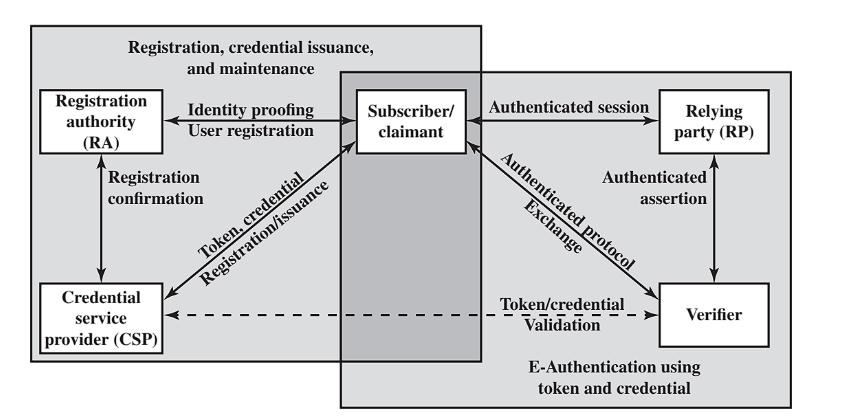 Registration, credential issuance,
and maintenance
Registration
authority
(RA)
Identity proofing
User registration
Subscriber/
claimant
Authenticated session
Relying
party (RP)
Registration
confirmation
Token, credential
Registration/issuance
Authenticated protocol
Exchange
Authenticated
assertion
Credential
service
provider (CSP)
Token/credential
Validation
Verifier
E-Authentication using
token and credential